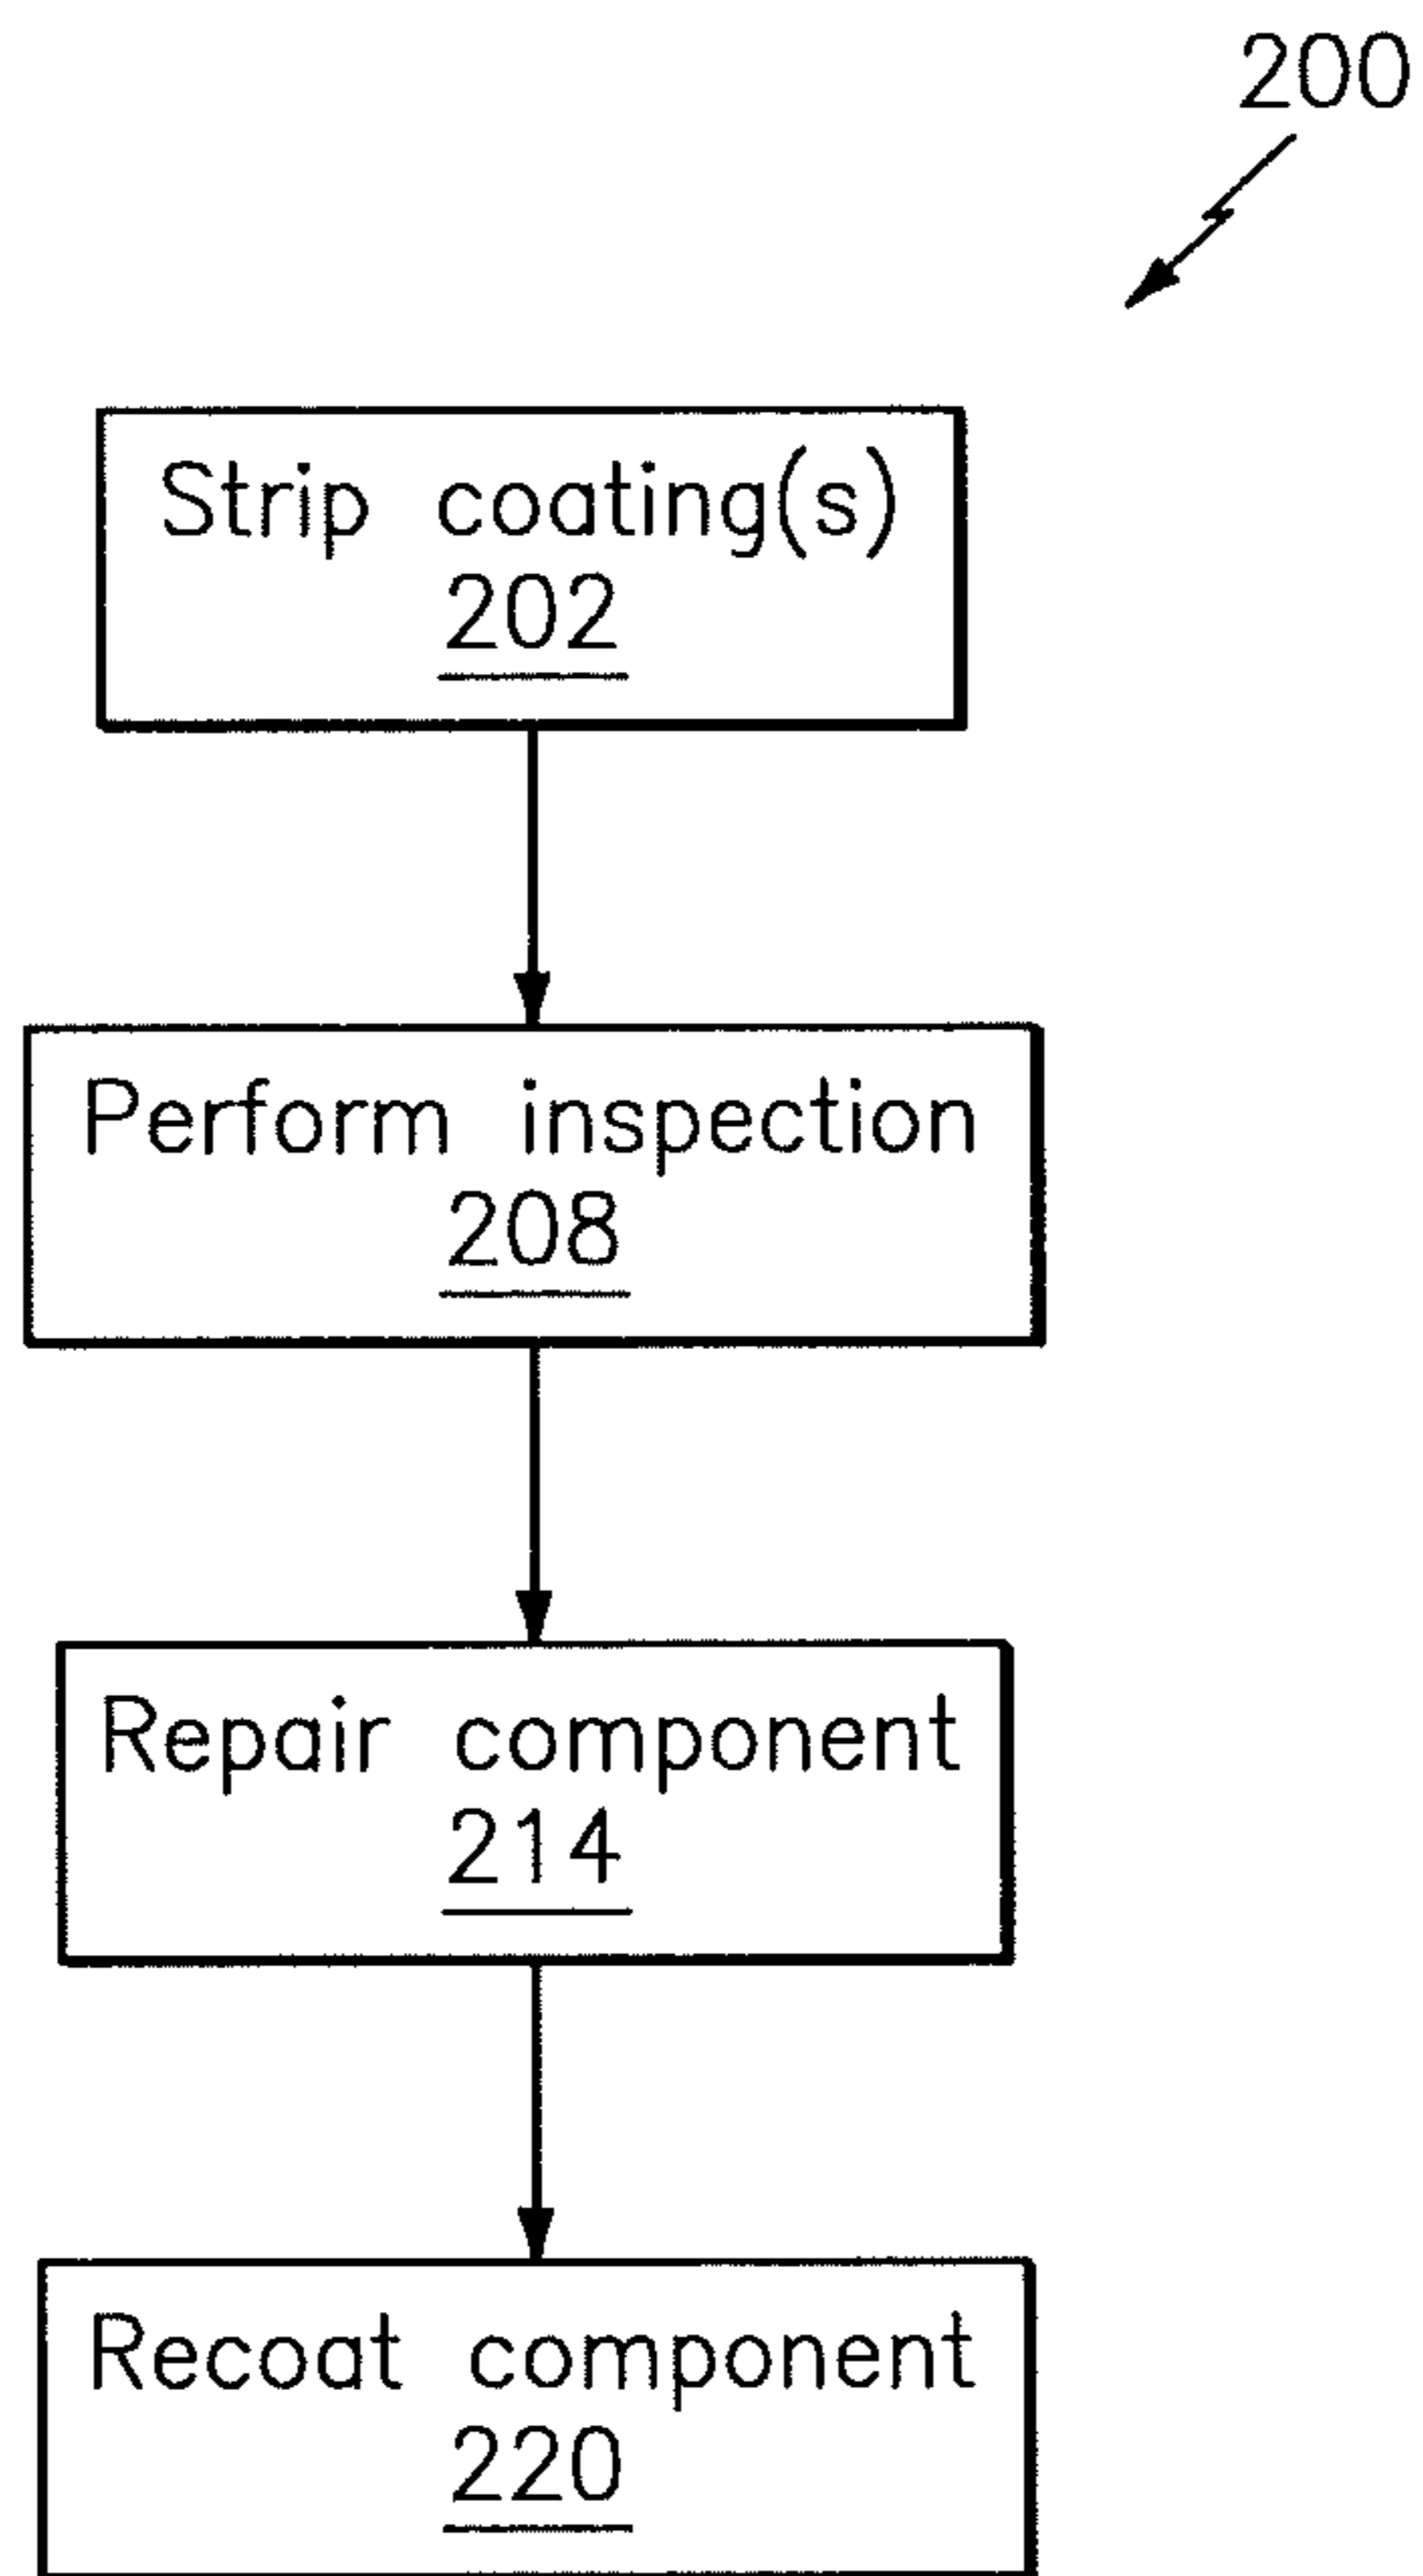 200
Strip coating(s)
202
Perform inspection
208
Repair component
214
Recoat component
220